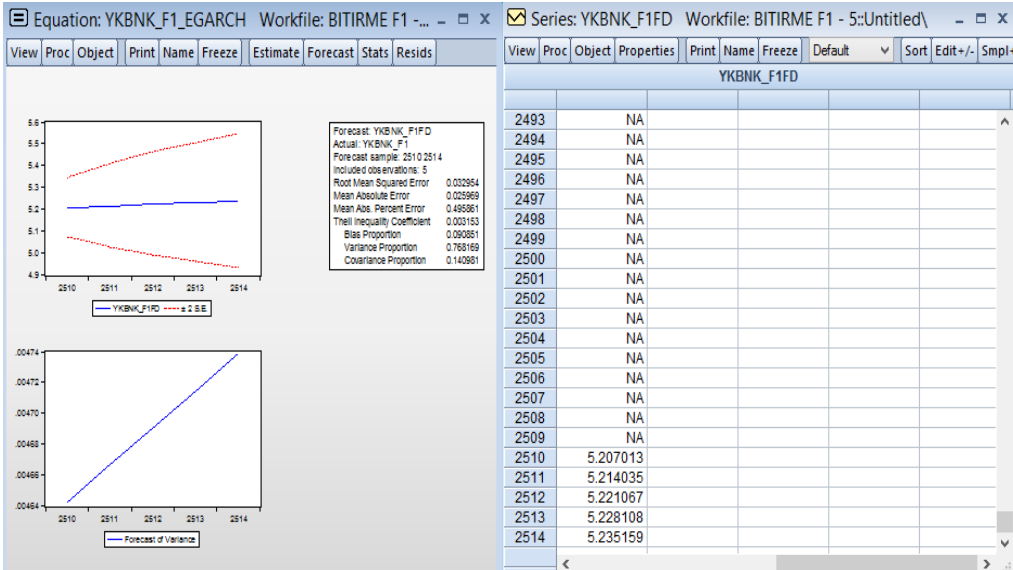 Equation: YKBNK_F1_EGARCH Workfile: BITIRME F1 -...
View Proc Object Print Name Freeze Estimate Forecast Stats Resids
5.6
5.5
5.4
5.3
5.2
5.1
5.0
4.9
2510 2511 2512 2513 2514
YKBNK_F1FD ± 2 S.E.
Forecast: YKBNK_F1FD
Actual: YKBNK_F1
Forecast sample: 2510 2514
Included observations: 5
Root Mean Squared Error 0.032954
Mean Absolute Error 0.025969
Mean Abs. Percent Error 0.495861
Theil Inequality Coefficient 0.003153
Bias Proportion 0.090851
Variance Proportion 0.768169
Covariance Proportion 0.140981
.00474
.00472
.00470
.00468
.00466
.00464
2510 2511 2512 2513 2514
Forecast of Variance
Series: YKBNK_F1FD Workfile: BITIRME F1 - 5::Untitled\
View Proc Object Properties Print Name Freeze Default Sort Edit+/- Smpl+
YKBNK_F1FD
2493 NA
2494 NA
2495 NA
2496 NA
2497 NA
2498 NA
2499 NA
2500 NA
2501 NA
2502 NA
2503 NA
2504 NA
2505 NA
2506 NA
2507 NA
2508 NA
2509 NA
2510 5.207013
2511 5.214035
2512 5.221067
2513 5.228108
2514 5.235159